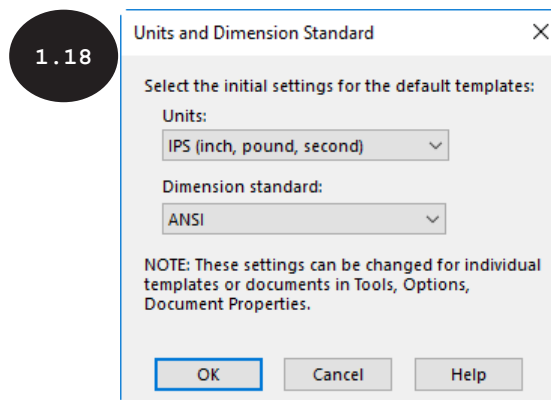 1.18
Units and Dimension Standard
Select the initial settings for the default templates:
Units:
IPS (inch, pound, second)
Dimension standard:
ANSI
NOTE: These settings can be changed for individual
templates or documents in Tools, Options,
Document Properties.
OK Cancel Help